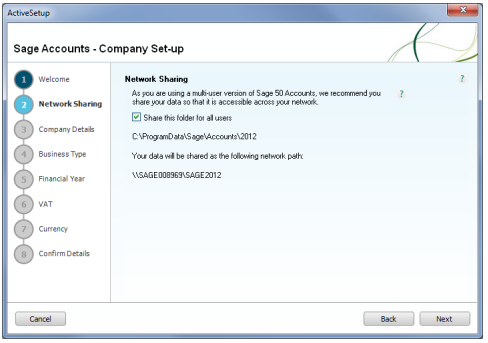 ActiveSetup
Sage Accounts - Company Set-up
1 Welcome
2 Network Sharing
3 Company Details
4 Business Type
5 Financial Year
6 VAT
7 Currency
8 Confirm Details
Network Sharing
?
As you are using a multi-user version of Sage 50 Accounts, we recommend you
share your data so that it is accessible across your network.
?
Share this folder for all users
C:\ProgramData\Sage\Accounts\2012
Your data will be shared as the following network path:
\\SAGE008969\SAGE2012
Cancel
Back
Next